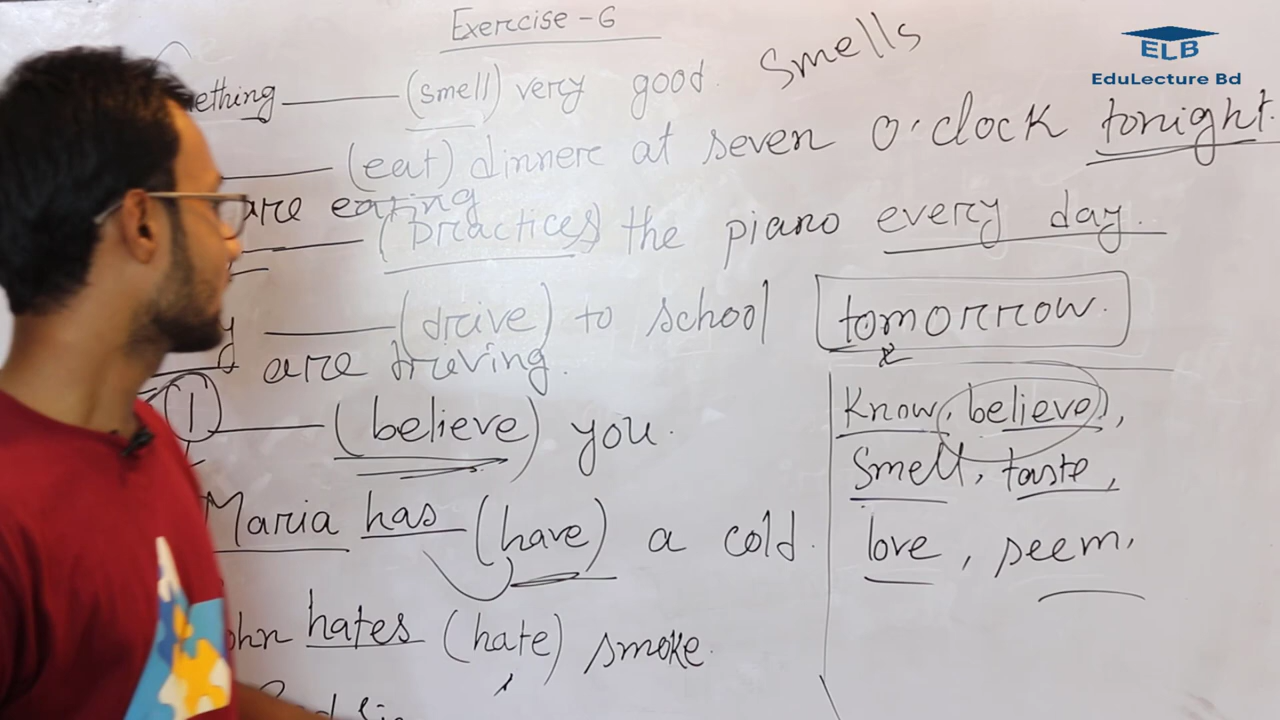 Exercise - 6
ething ______ (smell) very good. Smells
______ (eat) dinner at seven o'clock tonight.
are eating
______ (practices) the piano every day.
y ______ (drive) to school tomorrow.
are driving.
I ______ (believe) you.
Maria has (have) a cold.
ohn hates (hate) smoke.
Know, believe,
Smell, taste,
love, seem,
ELB
EduLecture Bd